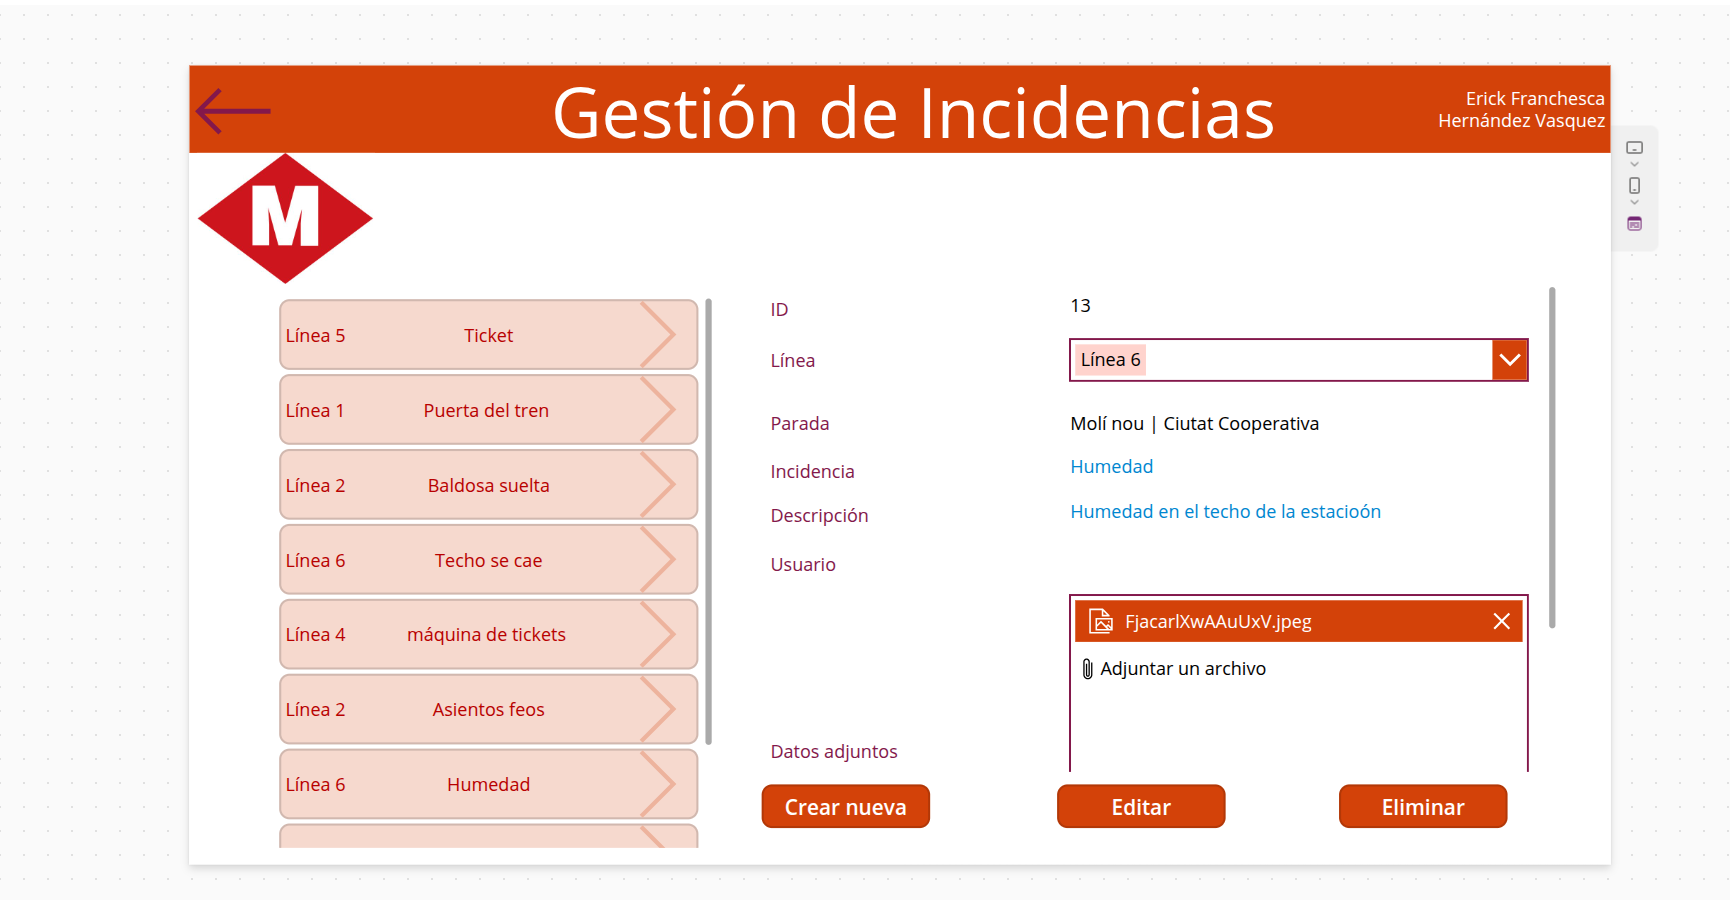 Gestión de Incidencias
Erick Franchesca
Hernández Vasquez
M
Línea 5 Ticket
Línea 1 Puerta del tren
Línea 2 Baldosa suelta
Línea 6 Techo se cae
Línea 4 máquina de tickets
Línea 2 Asientos feos
Línea 6 Humedad
ID 13
Línea Línea 6
Parada Molí nou | Ciutat Cooperativa
Incidencia Humedad
Descripción Humedad en el techo de la estacioón
Usuario
FjacarlXwAAuUxV.jpeg
Adjuntar un archivo
Datos adjuntos
Crear nueva Editar Eliminar